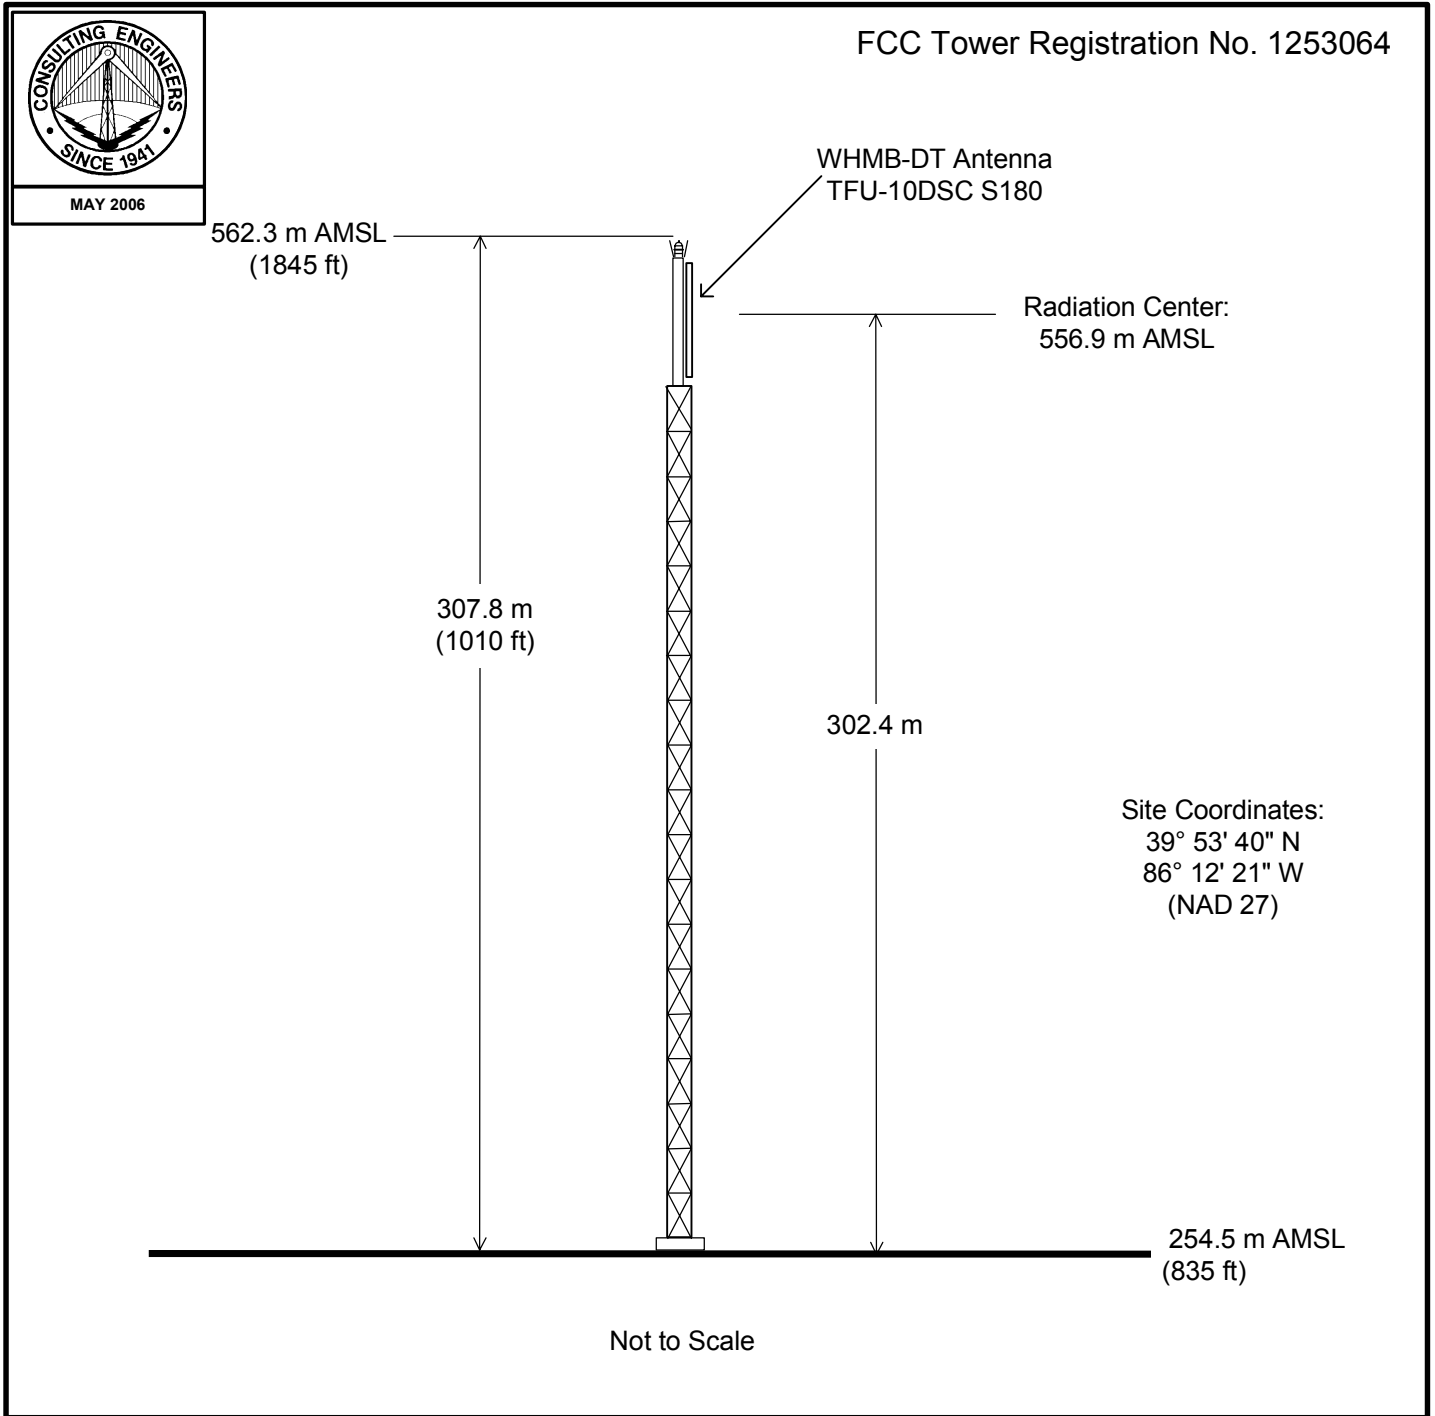 CONSULTING ENGINEERS
SINCE 1941
MAY 2006
FCC Tower Registration No. 1253064
WHMB-DT Antenna
TFU-10DSC S180
562.3 m AMSL
(1845 ft)
Radiation Center:
556.9 m AMSL
307.8 m
(1010 ft)
302.4 m
Site Coordinates:
39° 53' 40" N
86° 12' 21" W
(NAD 27)
254.5 m AMSL
(835 ft)
Not to Scale